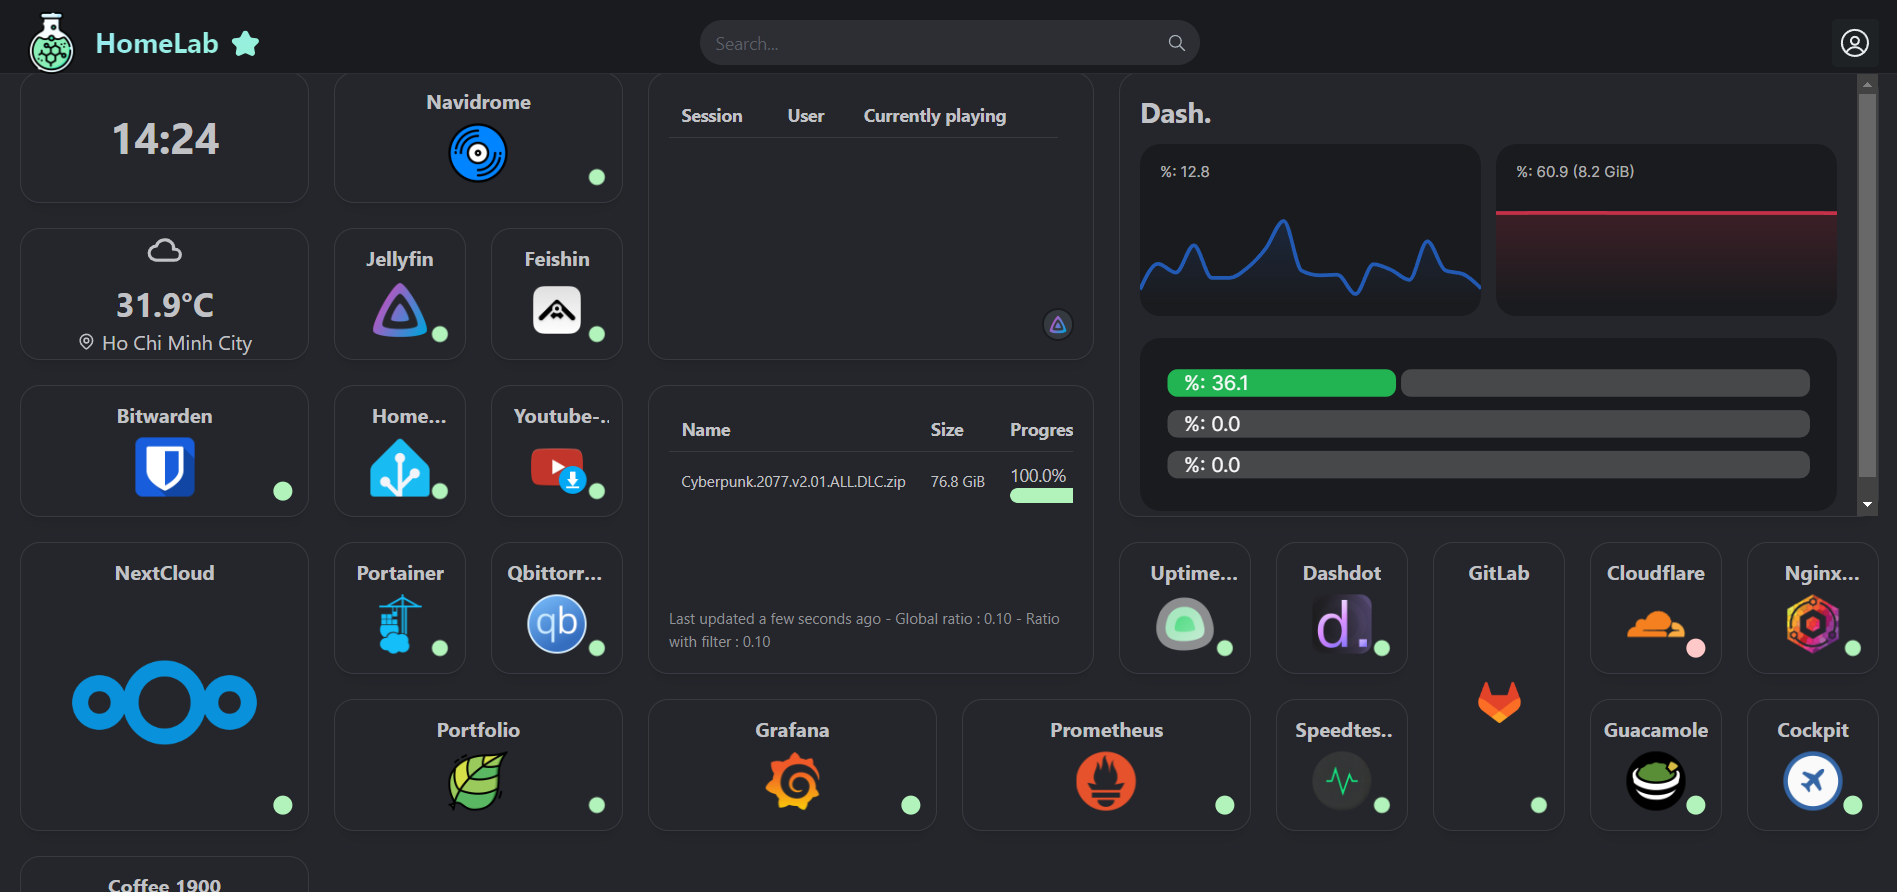 HomeLab
Search...
14:24
Navidrome
Session User Currently playing
Dash.
%: 12.8
%: 60.9 (8.2 GiB)
31.9°C
Ho Chi Minh City
Jellyfin
Feishin
%: 36.1
%: 0.0
%: 0.0
Bitwarden
Home...
Youtube-..
Name Size Progres
Cyberpunk.2077.v2.01.ALL.DLC.zip 76.8 GiB 100.0%
Last updated a few seconds ago - Global ratio : 0.10 - Ratio
with filter : 0.10
NextCloud
Portainer
Qbittorr...
qb
Uptime...
Dashdot
d.
GitLab
Cloudflare
Nginx...
Portfolio
Grafana
Prometheus
Speedtes..
Guacamole
Cockpit
Coffee 1900